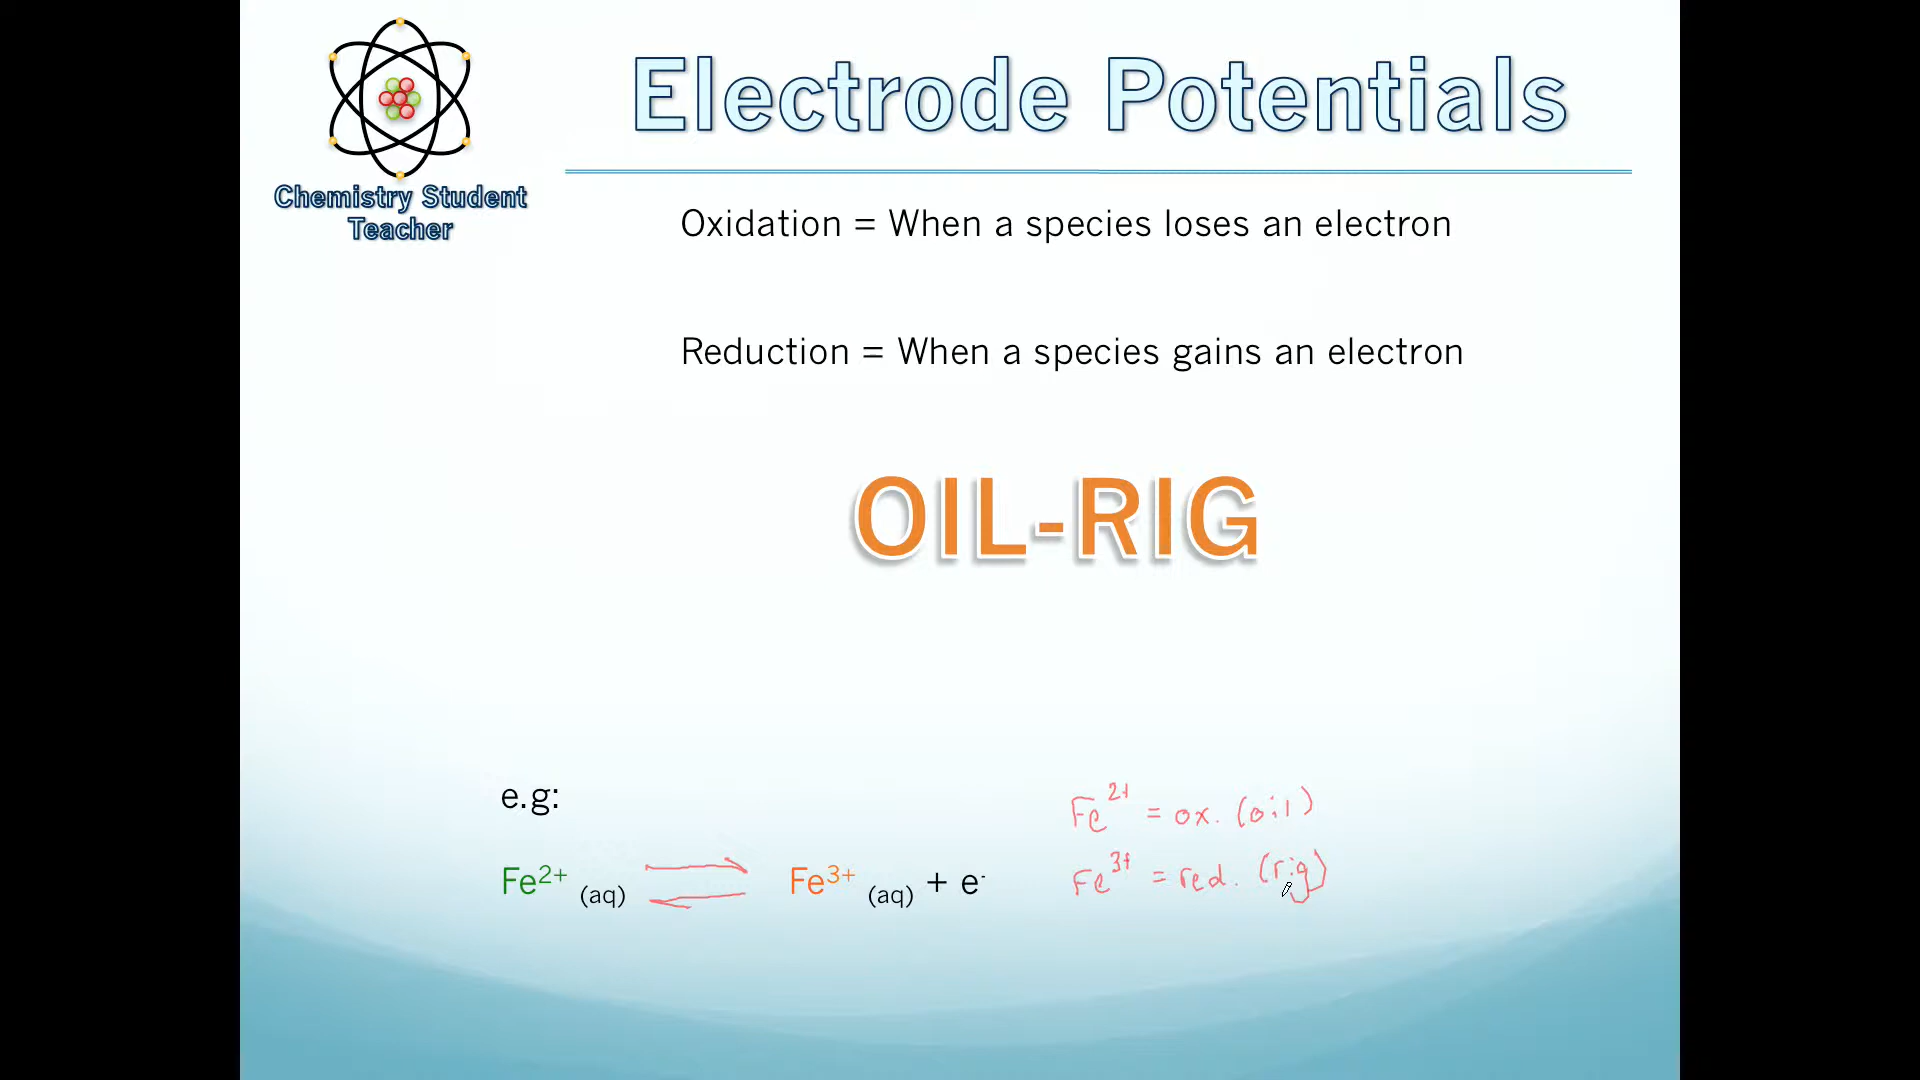 Electrode Potentials
Chemistry Student
Teacher
Oxidation = When a species loses an electron
Reduction = When a species gains an electron
OIL-RIG
e.g:
Fe2+ (aq) ⇌ Fe3+ (aq) + e-
Fe2+ = ox. (oil)
Fe3+ = red. (rig)